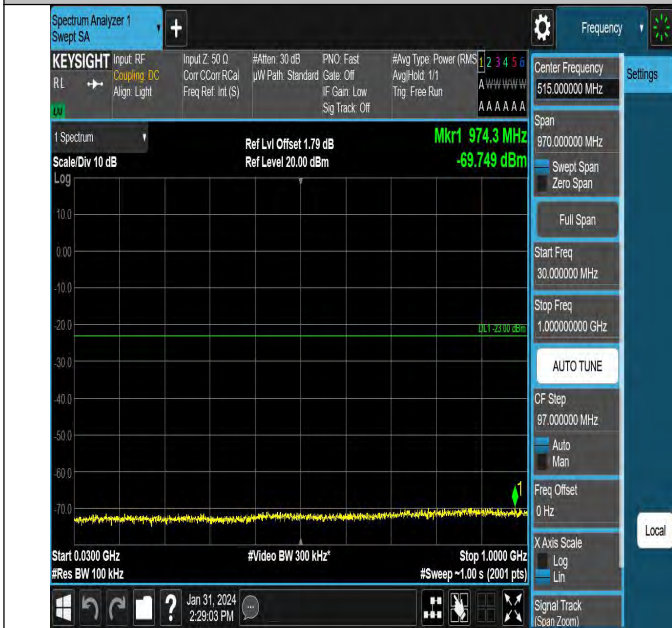 Spectrum Analyzer 1
Swept SA
+
Frequency
KEYSIGHT
RL
Input: RF
Coupling: DC
Align: Light
Input Z: 50 Ω
Corr CCorr RCal
Freq Ref: Int (S)
#Atten: 30 dB
µW Path: Standard
PNO: Fast
Gate: Off
IF Gain: Low
Sig Track: Off
#Avg Type: Power (RMS
Avg|Hold: 1/1
Trig: Free Run
1 2 3 4 5 6
A W W W W W
A A A A A A
1 Spectrum
Scale/Div 10 dB
Log
Ref Lvl Offset 1.79 dB
Ref Level 20.00 dBm
Mkr1 974.3 MHz
-69.749 dBm
10.0
0.00
-10.0
-20.0
-30.0
-40.0
-50.0
-60.0
-70.0
DL1 -23.00 dBm
1
Start 0.0300 GHz
#Res BW 100 kHz
#Video BW 300 kHz*
Stop 1.0000 GHz
#Sweep ~1.00 s (2001 pts)
Jan 31, 2024
2:29:03 PM
Center Frequency
515.000000 MHz
Settings
Span
970.000000 MHz
Swept Span
Zero Span
Full Span
Start Freq
30.000000 MHz
Stop Freq
1.000000000 GHz
AUTO TUNE
CF Step
97.000000 MHz
Auto
Man
Freq Offset
0 Hz
X Axis Scale
Log
Lin
Local
Signal Track
(Span Zoom)